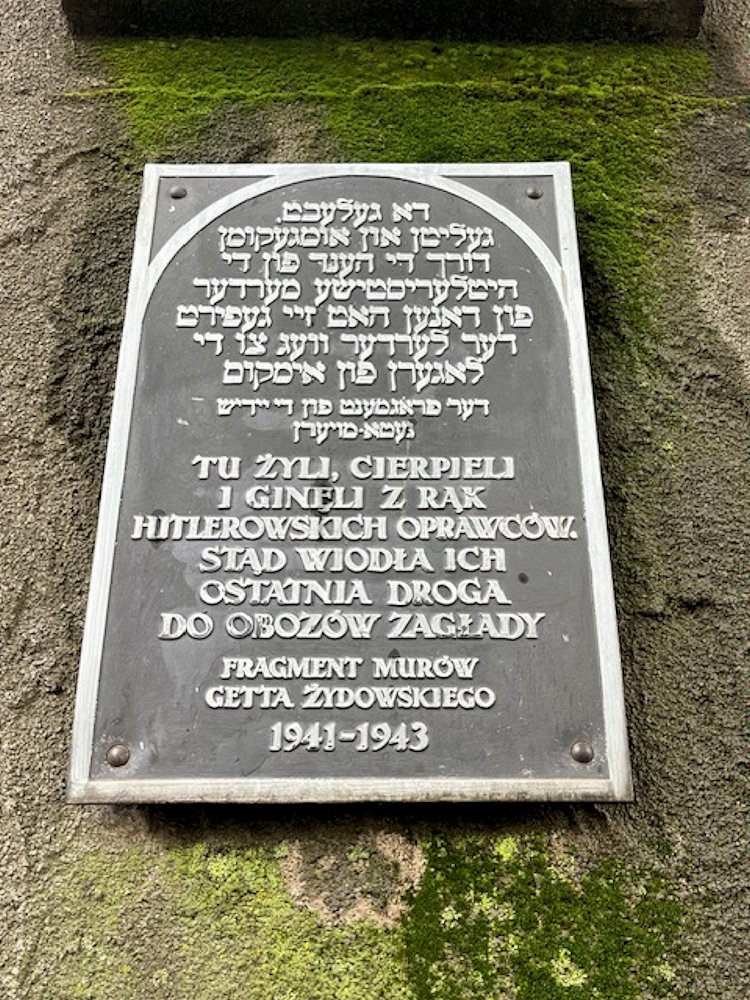 דאָ געלעבט,
געליטן און אומגעקומען
דורך די הענד פון די
היטלעריסטישע מערדער
פון דאנען האט זיי געפירט
דער לעצטער וועג צו די
לאגערן פון אומקום
דער פראגמענט פון די יידישע
געטא-מויערן
TU ŻYLI, CIERPIELI
I GINĘLI Z RĄK
HITLEROWSKICH OPRAWCÓW.
STĄD WIODŁA ICH
OSTATNIA DROGA
DO OBOZÓW ZAGŁADY
FRAGMENT MURÓW
GETTA ŻYDOWSKIEGO
1941-1943